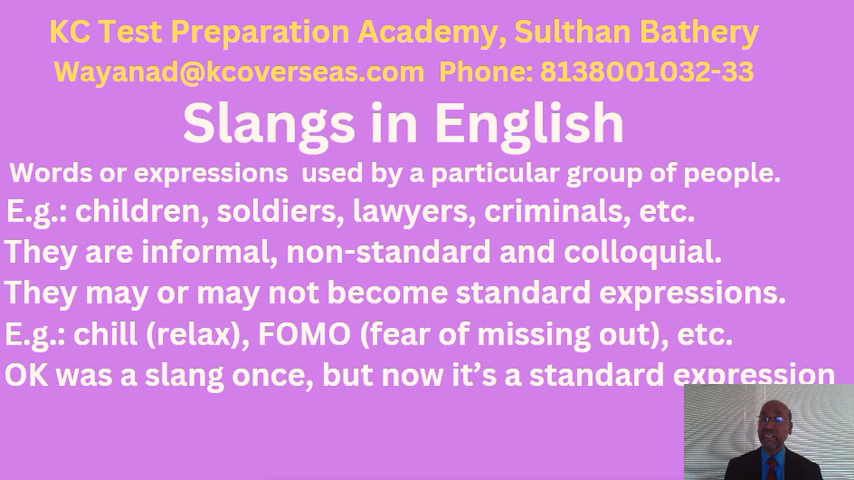 KC Test Preparation Academy, Sulthan Bathery
Wayanad@kcoverseas.com Phone: 8138001032-33
Slangs in English
Words or expressions used by a particular group of people.
E.g.: children, soldiers, lawyers, criminals, etc.
They are informal, non-standard and colloquial.
They may or may not become standard expressions.
E.g.: chill (relax), FOMO (fear of missing out), etc.
OK was a slang once, but now it’s a standard expression